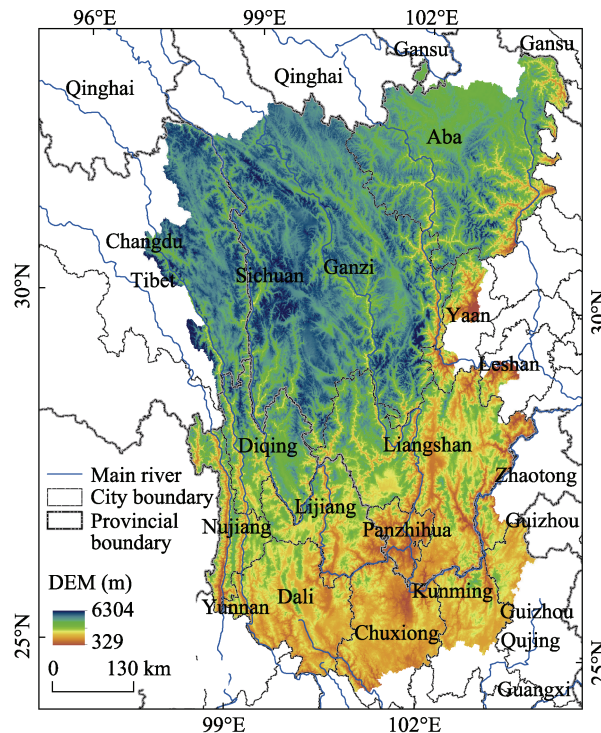 96°E
99°E
102°E
Gansu
Gansu
Qinghai
Qinghai
Aba
Changdu
Sichuan
Ganzi
Tibet
30°N
30°N
Yaan
Leshan
Diqing
Liangshan
Main river
Zhaotong
City boundary
Lijiang
Provincial
boundary
Nujiang
Panzhihua
Guizhou
DEM (m)
6304
329
Yunnan
Dali
Kunming
Guizhou
Chuxiong
Qujing
25°N
25°N
0 130 km
Guangxi
99°E
102°E